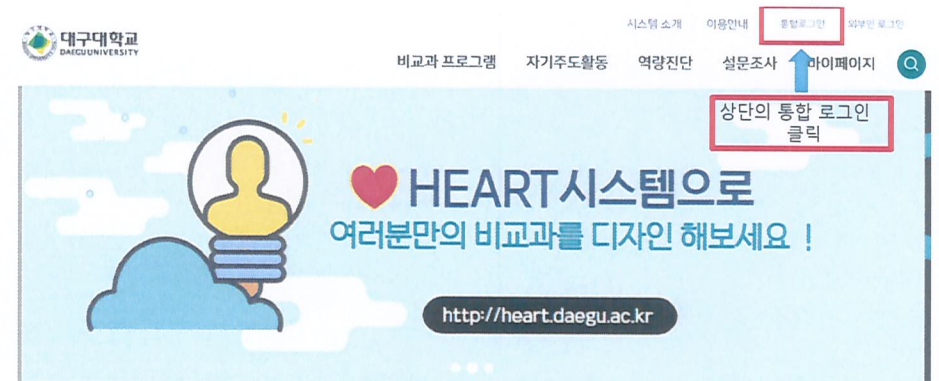 대구대학교
DAEGU UNIVERSITY
시스템 소개 이용안내 통합로그인 외부인 로그인
비교과 프로그램 자기주도활동 역량진단 설문조사 마이페이지
상단의 통합 로그인
클릭
HEART시스템으로
여러분만의 비교과를 디자인 해보세요 !
http://heart.daegu.ac.kr